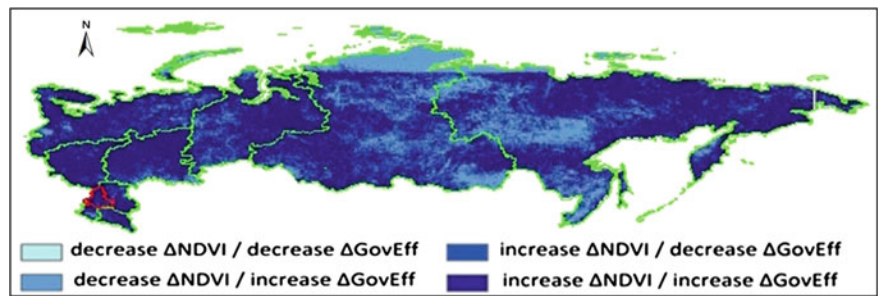 N
decrease ΔNDVI / decrease ΔGovEff
increase ΔNDVI / decrease ΔGovEff
decrease ΔNDVI / increase ΔGovEff
increase ΔNDVI / increase ΔGovEff